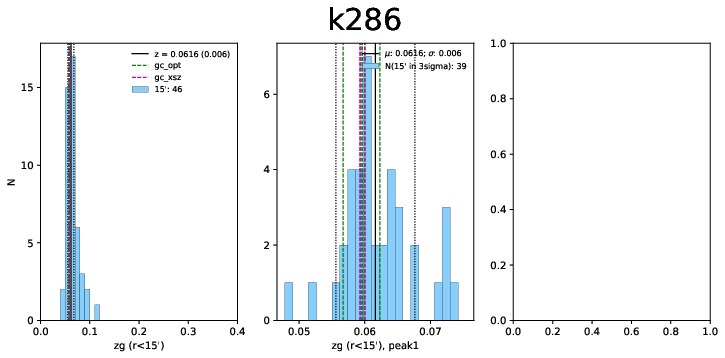 k286
z = 0.0616 (0.006)
gc_opt
gc_xsz
15': 46
N
15
10
5
0
0.0 0.1 0.2 0.3 0.4
zg (r<15')
μ: 0.0616; σ: 0.006
N(15' in 3sigma): 39
6
4
2
0
0.05 0.06 0.07
zg (r<15'), peak1
1.0
0.8
0.6
0.4
0.2
0.0
0.0 0.2 0.4 0.6 0.8 1.0